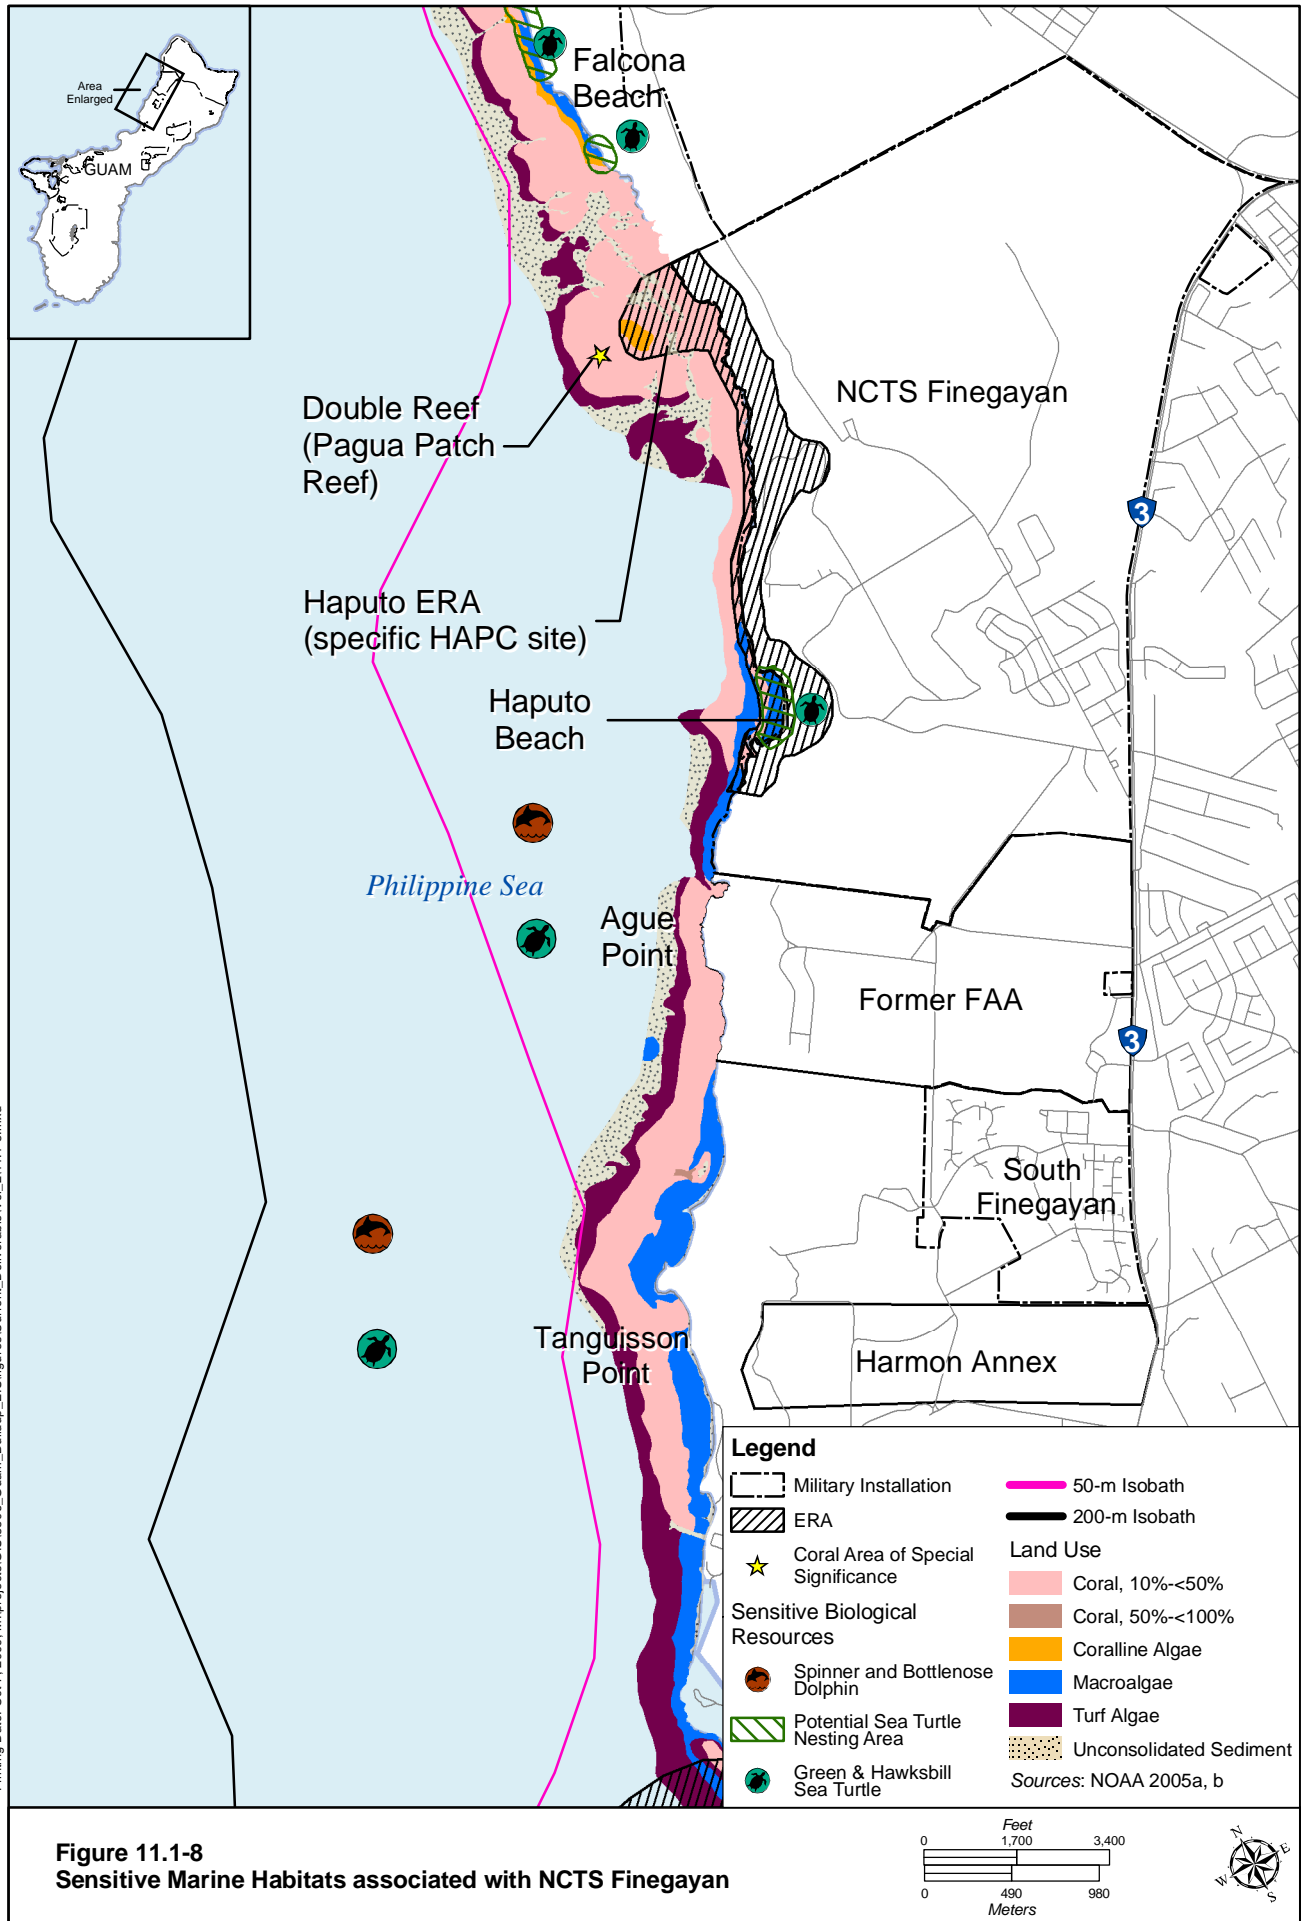 Area
Enlarged
GUAM
Falcona
Beach
NCTS Finegayan
Double Reef
(Pagua Patch
Reef)
3
Haputo ERA
(specific HAPC site)
Haputo
Beach
Philippine Sea
Ague
Point
Former FAA
3
South
Finegayan
Tanguisson
Point
Harmon Annex
Legend
Military Installation
ERA
Coral Area of Special
Significance
Sensitive Biological
Resources
Spinner and Bottlenose
Dolphin
Potential Sea Turtle
Nesting Area
Green & Hawksbill
Sea Turtle
50-m Isobath
200-m Isobath
Land Use
Coral, 10%-<50%
Coral, 50%-<100%
Coralline Algae
Macroalgae
Turf Algae
Unconsolidated Sediment
Sources: NOAA 2005a, b
Figure 11.1-8
Sensitive Marine Habitats associated with NCTS Finegayan
Feet
0 1,700 3,400
0 490 980
Meters
N
E
W
S